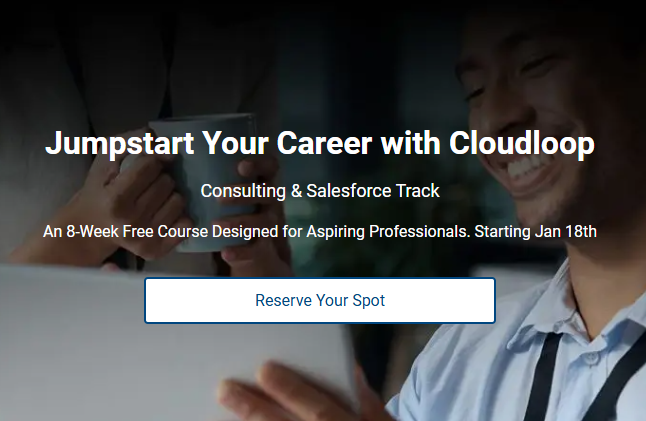 Jumpstart Your Career with Cloudloop
Consulting & Salesforce Track
An 8-Week Free Course Designed for Aspiring Professionals. Starting Jan 18th
Reserve Your Spot